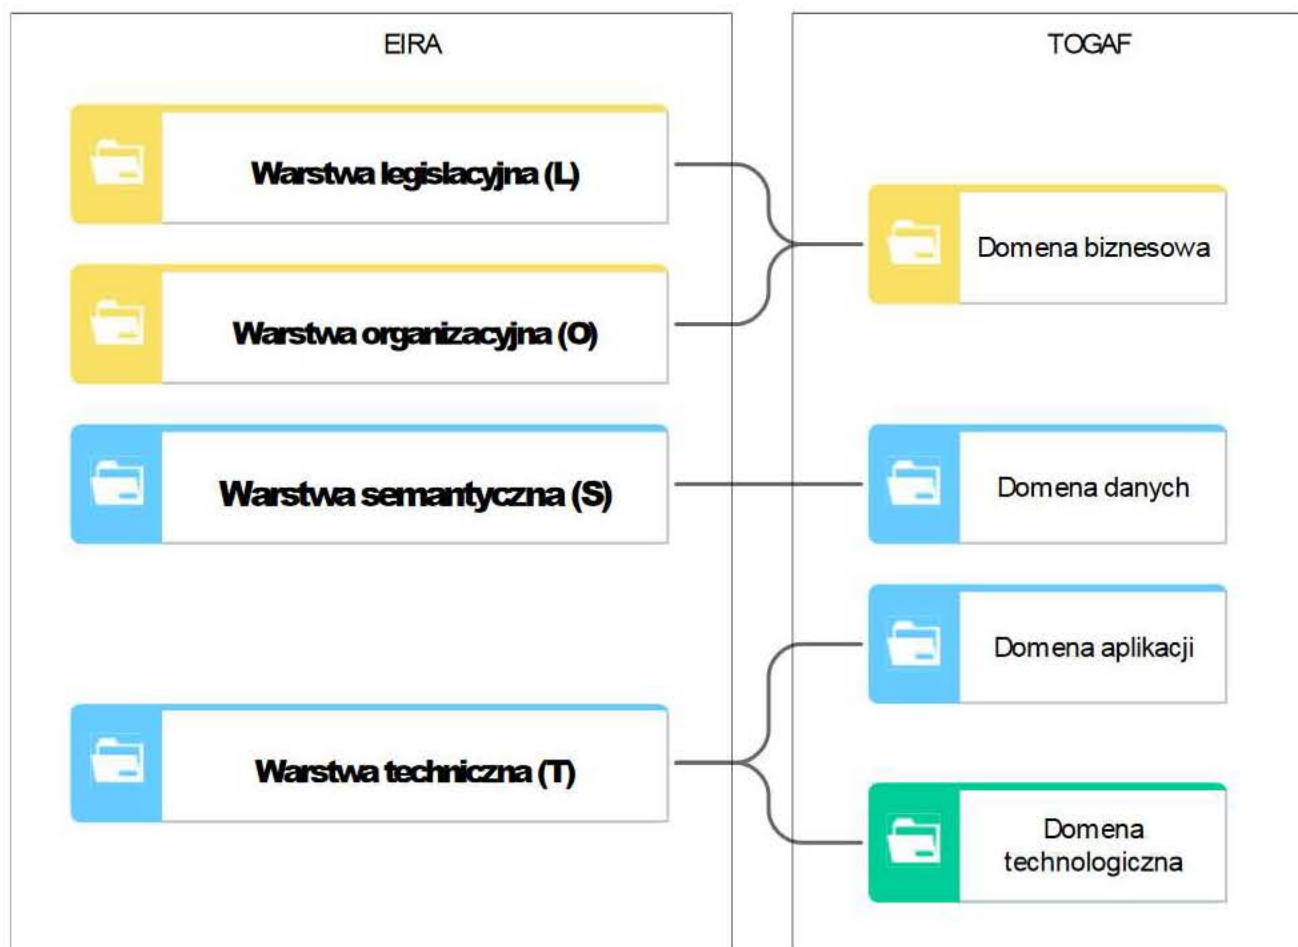 EIRA
Warstwa legislacyjna (L)
Warstwa organizacyjna (O)
Warstwa semantyczna (S)
Warstwa techniczna (T)
TOGAF
Domena biznesowa
Domena danych
Domena aplikacji
Domena
technologiczna